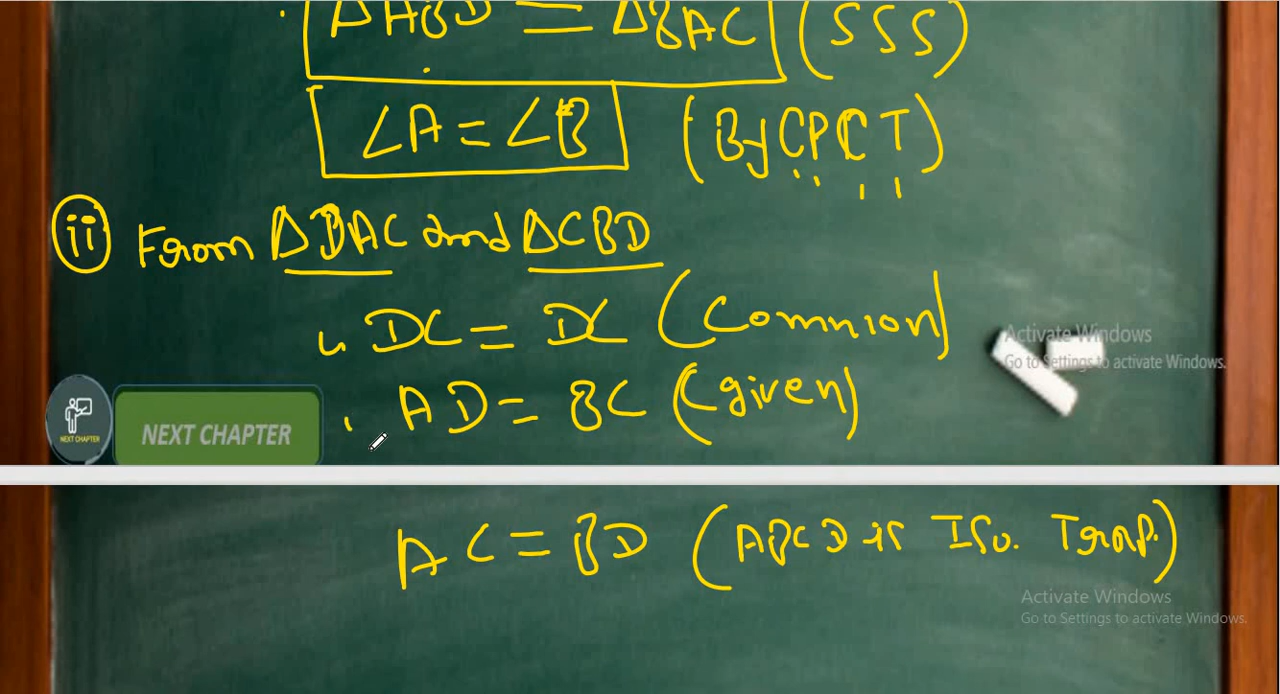 ΔABD ≅ ΔBAC (SSS)
∠A = ∠B (By CPCT)
ii From ΔDAC and ΔCBD
DC = DC (Common)
Activate Windows
Go to Settings to activate Windows.
AD = BC (given)
NEXT CHAPTER
NEXT CHAPTER
AC = BD (ABCD is Iso. Trap.)
Activate Windows
Go to Settings to activate Windows.